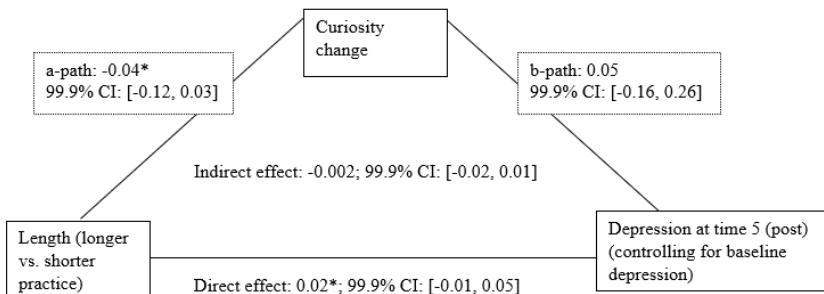 Curiosity
change
a-path: -0.04*
99.9% CI: [-0.12, 0.03]
b-path: 0.05
99.9% CI: [-0.16, 0.26]
Indirect effect: -0.002; 99.9% CI: [-0.02, 0.01]
Length (longer
vs. shorter
practice)
Depression at time 5 (post)
(controlling for baseline
depression)
Direct effect: 0.02*; 99.9% CI: [-0.01, 0.05]